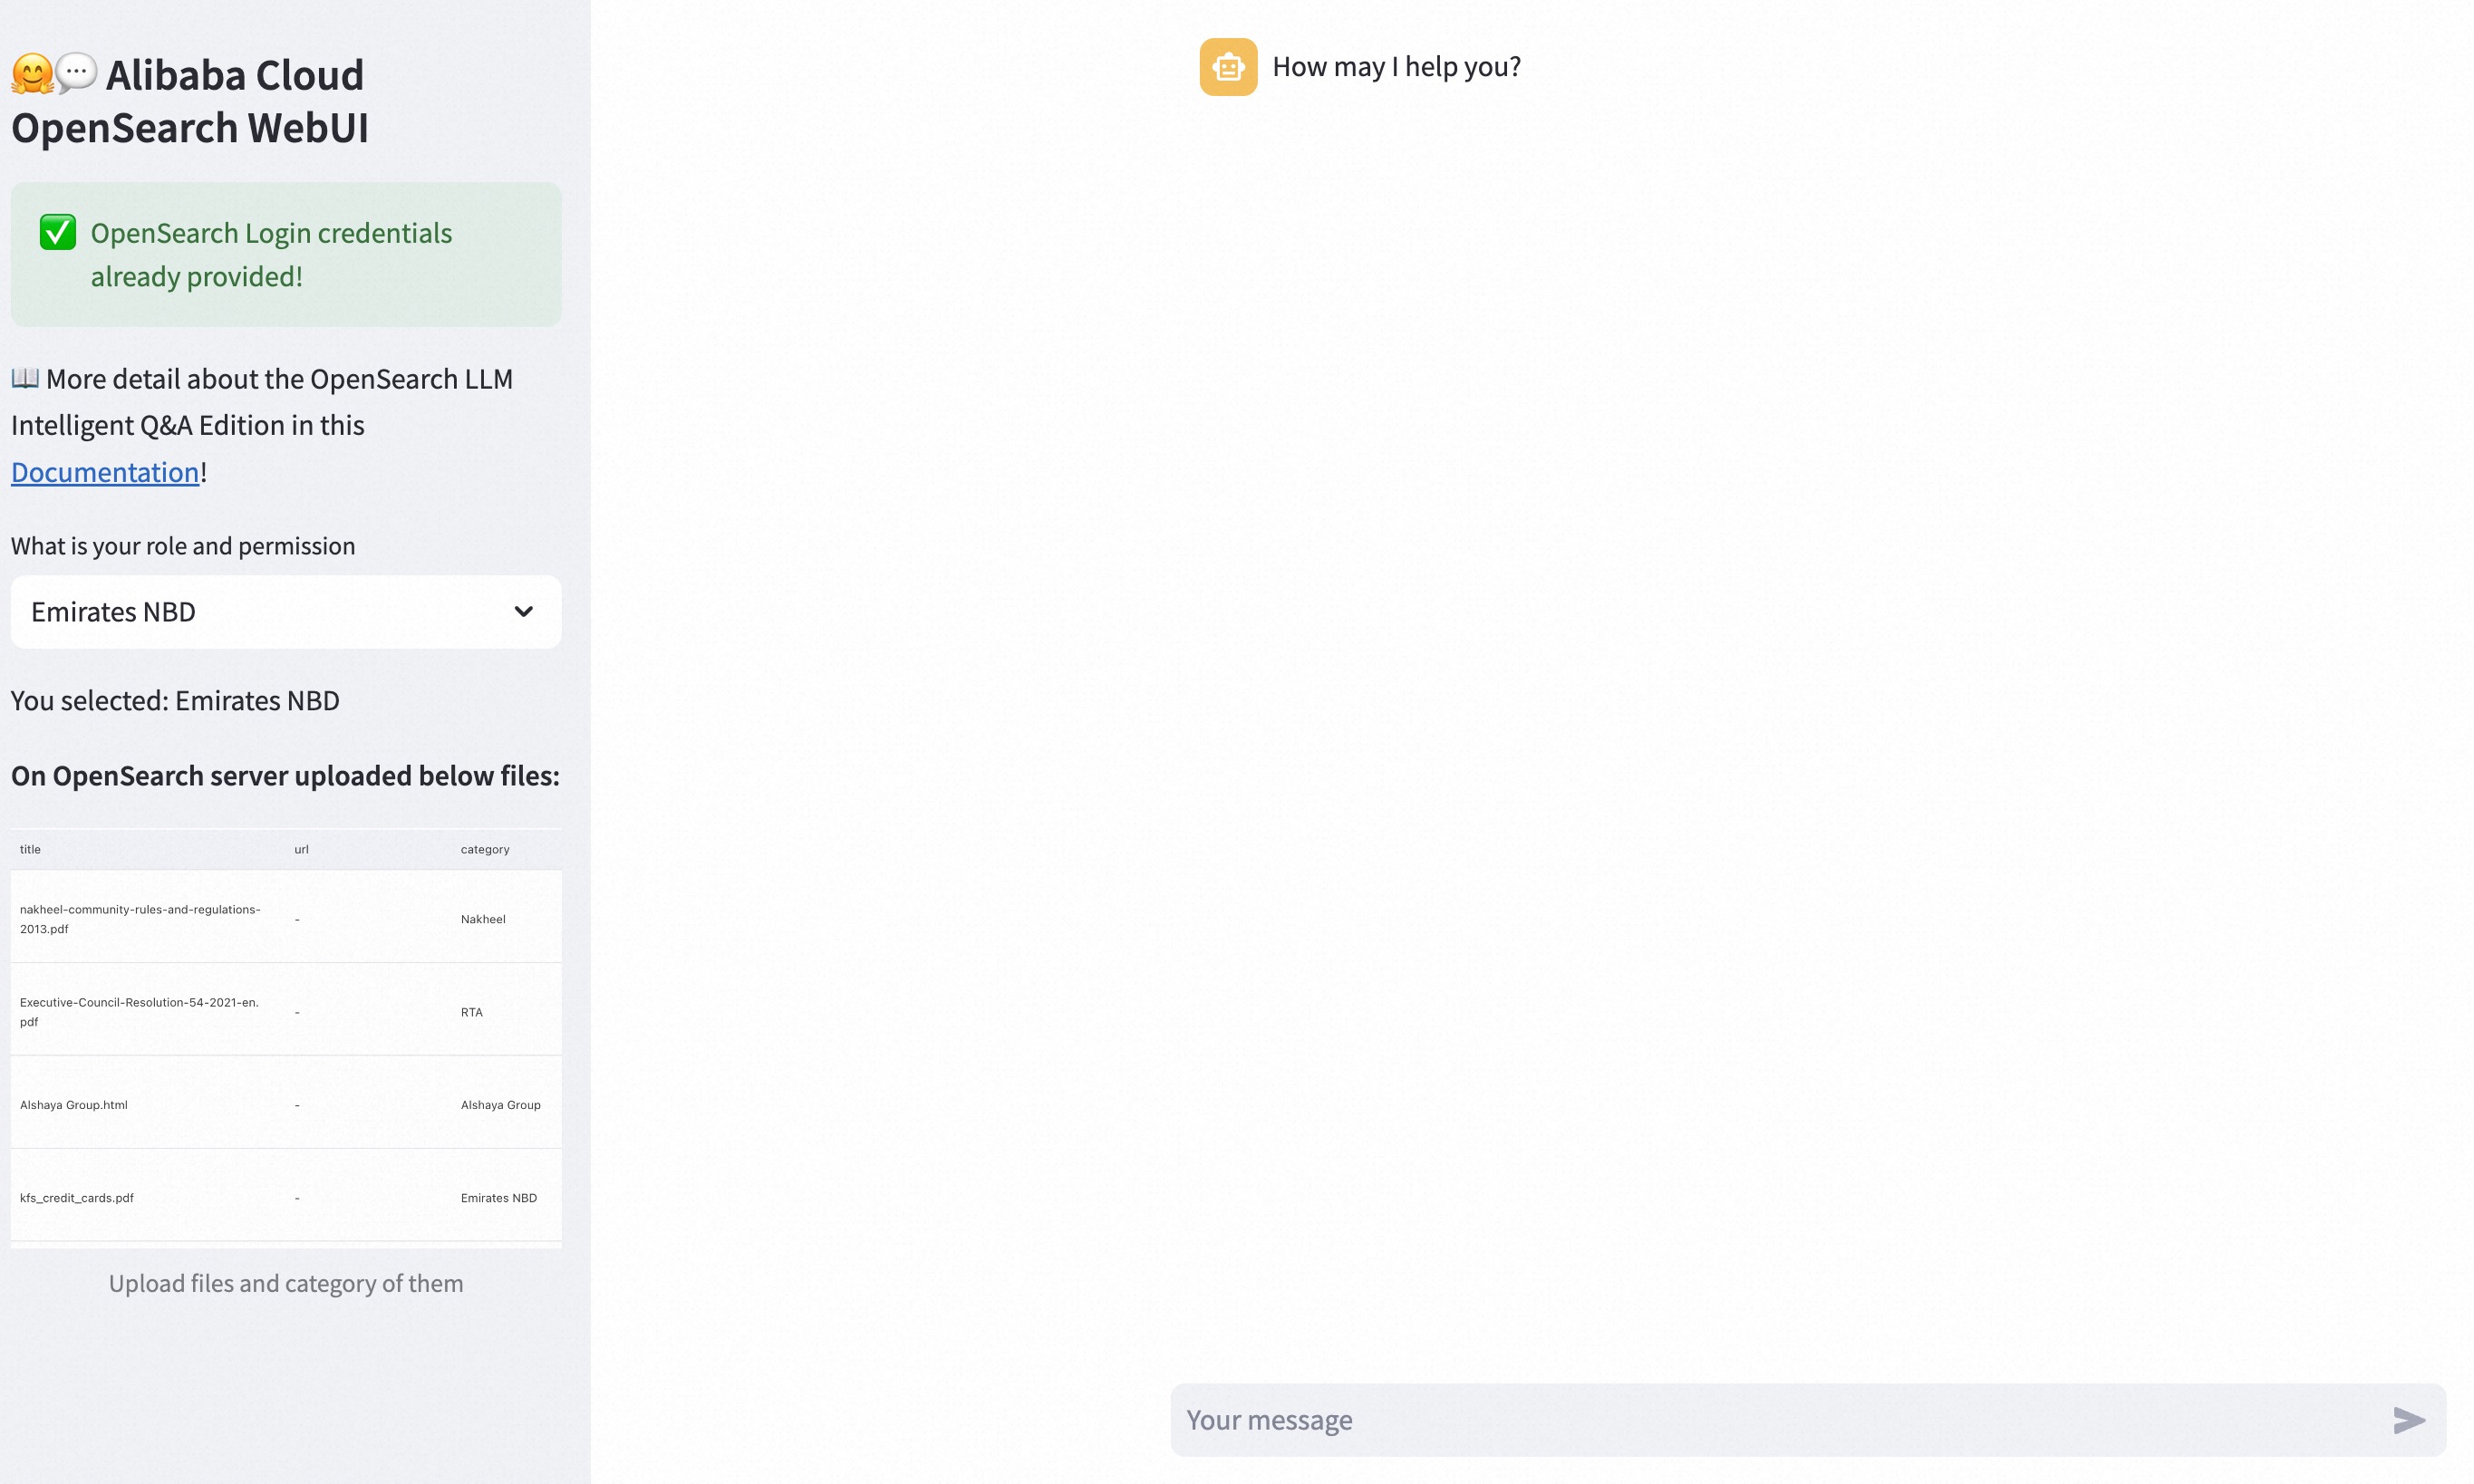 🤗💬 Alibaba Cloud
OpenSearch WebUI
✅ OpenSearch Login credentials
already provided!
📖 More detail about the OpenSearch LLM
Intelligent Q&A Edition in this
Documentation!
What is your role and permission
Emirates NBD
You selected: Emirates NBD
On OpenSearch server uploaded below files:
title url category
nakheel-community-rules-and-regulations-
2013.pdf - Nakheel
Executive-Council-Resolution-54-2021-en.
pdf - RTA
Alshaya Group.html - Alshaya Group
kfs_credit_cards.pdf - Emirates NBD
Upload files and category of them
How may I help you?
Your message